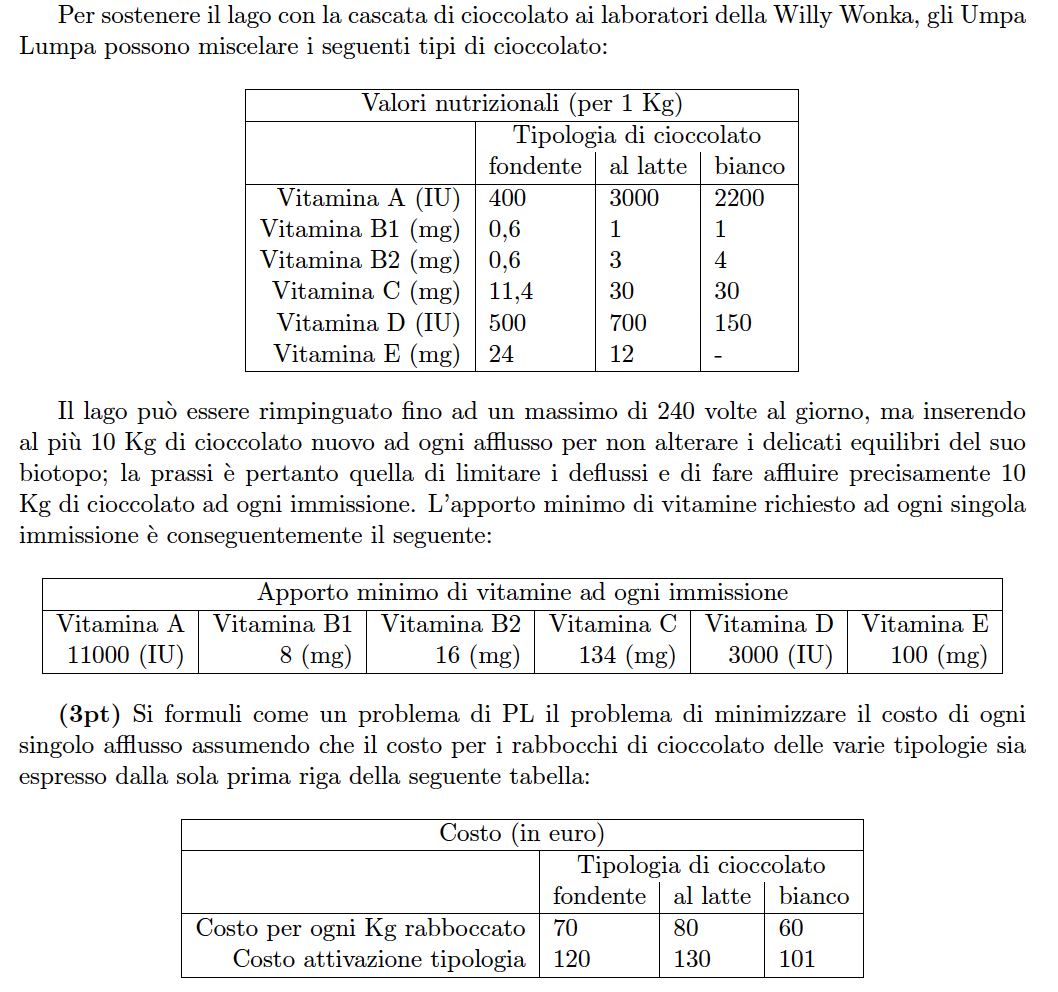 Per sostenere il lago con la cascata di cioccolato ai laboratori della Willy Wonka, gli Umpa
Lumpa possono miscelare i seguenti tipi di cioccolato:
Valori nutrizionali (per 1 Kg)
Tipologia di cioccolato
fondente al latte bianco
Vitamina A (IU) 400 3000 2200
Vitamina B1 (mg) 0,6 1 1
Vitamina B2 (mg) 0,6 3 4
Vitamina C (mg) 11,4 30 30
Vitamina D (IU) 500 700 150
Vitamina E (mg) 24 12 -
Il lago può essere rimpinguato fino ad un massimo di 240 volte al giorno, ma inserendo
al più 10 Kg di cioccolato nuovo ad ogni afflusso per non alterare i delicati equilibri del suo
biotopo; la prassi è pertanto quella di limitare i deflussi e di fare affluire precisamente 10
Kg di cioccolato ad ogni immissione. L'apporto minimo di vitamine richiesto ad ogni singola
immissione è conseguentemente il seguente:
Apporto minimo di vitamine ad ogni immissione
Vitamina A Vitamina B1 Vitamina B2 Vitamina C Vitamina D Vitamina E
11000 (IU) 8 (mg) 16 (mg) 134 (mg) 3000 (IU) 100 (mg)
(3pt) Si formuli come un problema di PL il problema di minimizzare il costo di ogni
singolo afflusso assumendo che il costo per i rabbocchi di cioccolato delle varie tipologie sia
espresso dalla sola prima riga della seguente tabella:
Costo (in euro)
Tipologia di cioccolato
fondente al latte bianco
Costo per ogni Kg rabboccato 70 80 60
Costo attivazione tipologia 120 130 101